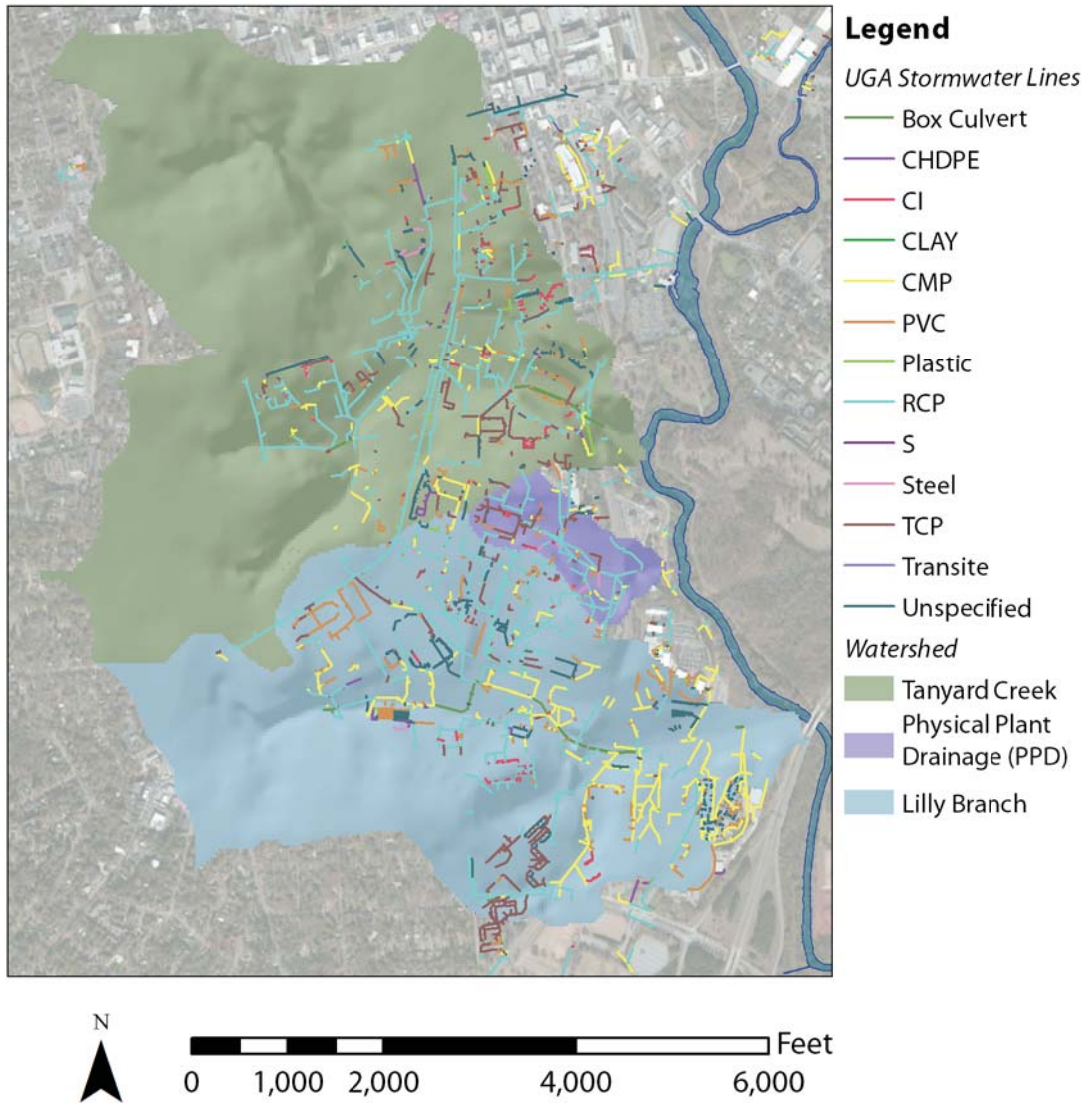 Legend
UGA Stormwater Lines
Box Culvert
CHDPE
CI
CLAY
CMP
PVC
Plastic
RCP
S
Steel
TCP
Transite
Unspecified
Watershed
Tanyard Creek
Physical Plant
Drainage (PPD)
Lilly Branch
N
Feet
0 1,000 2,000 4,000 6,000